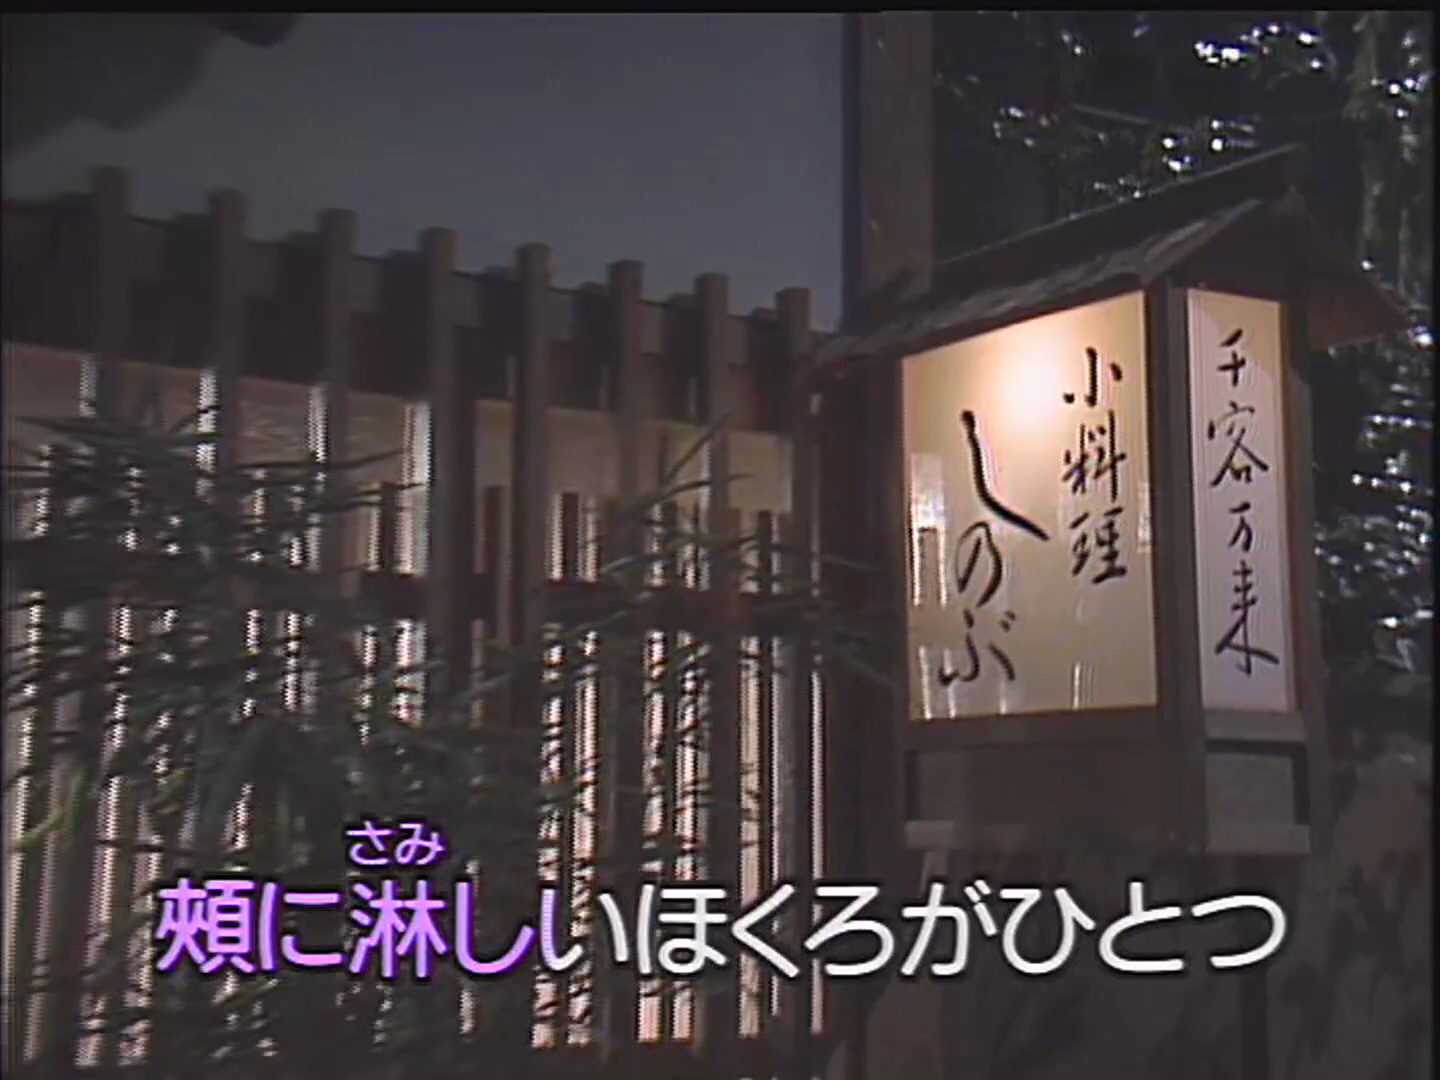 小料理
しのぶ
千客万来
さみ
頬に淋しいほくろがひとつ